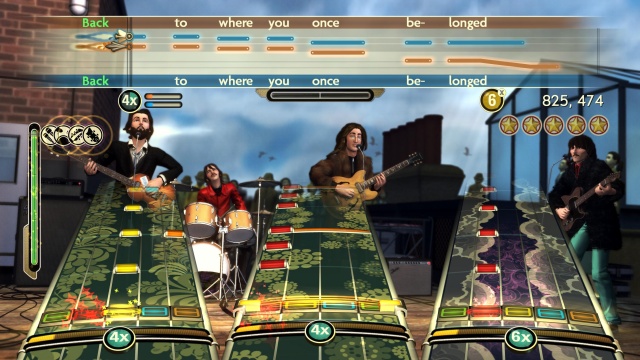 Back to where you once be- longed
Back to where you once be- longed
4x
6
825, 474
4x
4x
6x